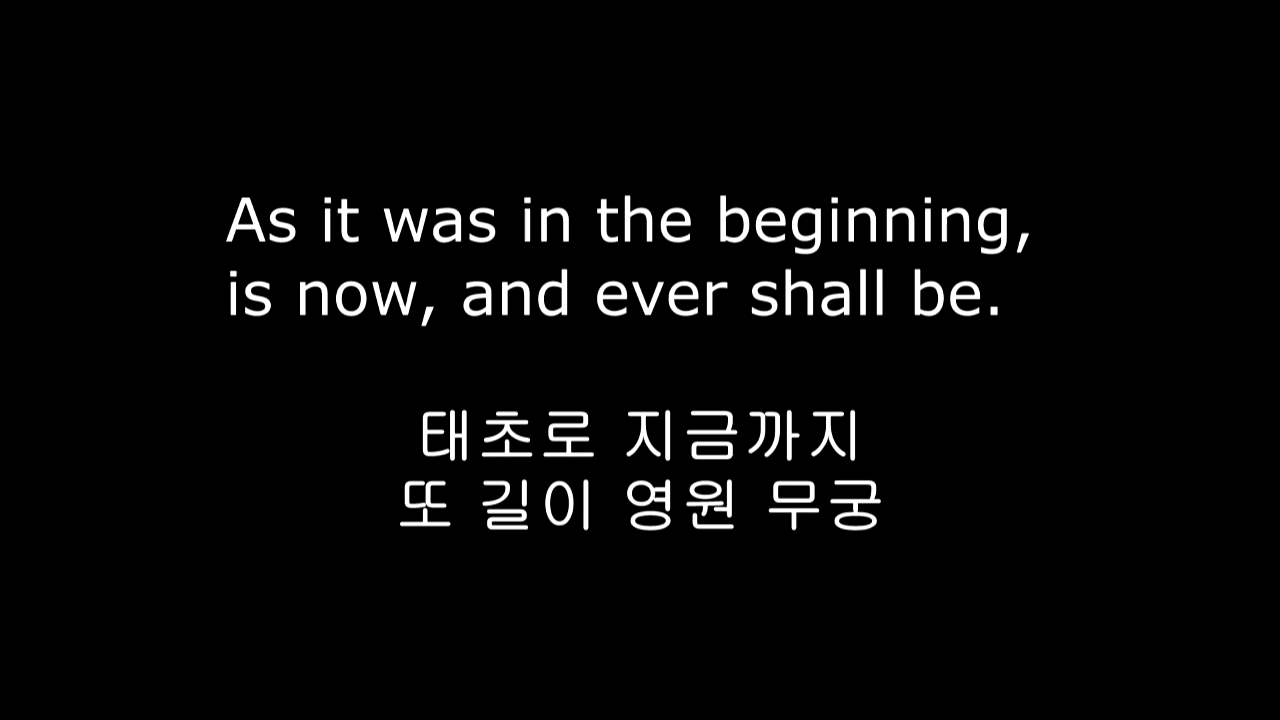 As it was in the beginning,
is now, and ever shall be.
태초로 지금까지
또 길이 영원 무궁